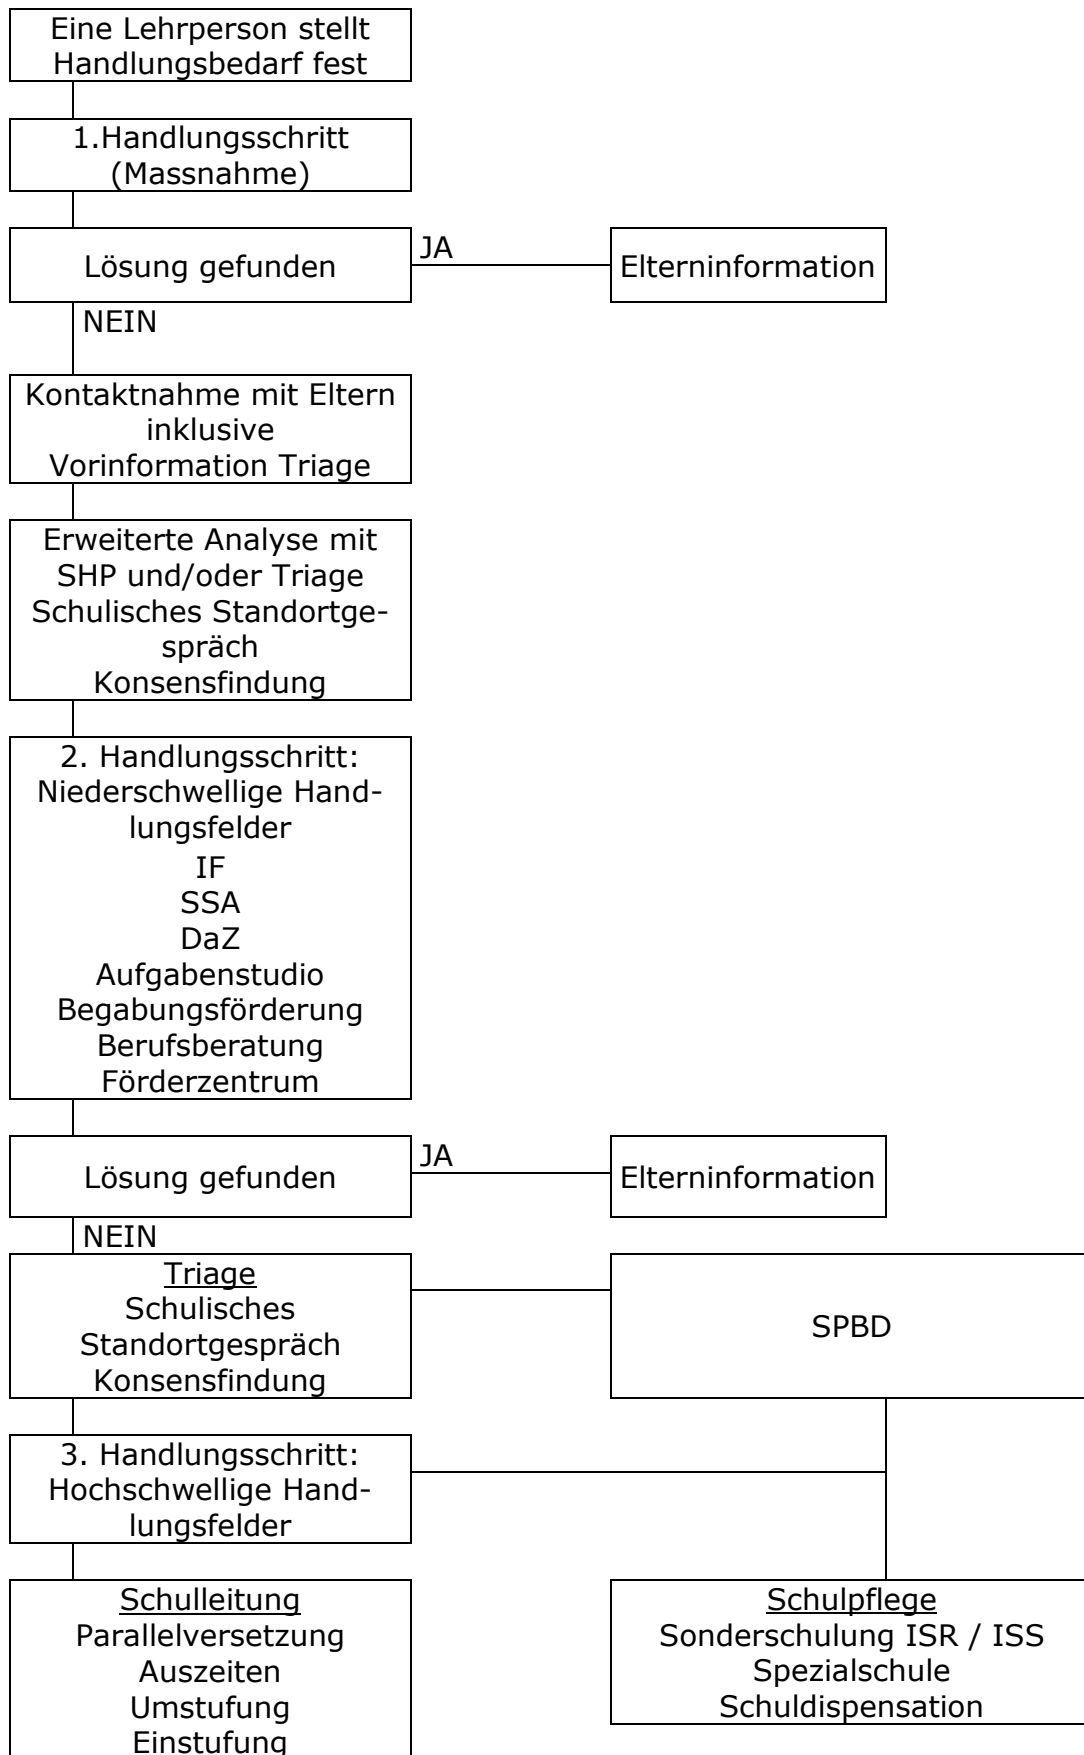 Eine Lehrperson stellt
Handlungsbedarf fest
1.Handlungsschritt
(Massnahme)
Lösung gefunden
JA
Elterninformation
NEIN
Kontaktnahme mit Eltern
inklusive
Vorinformation Triage
Erweiterte Analyse mit
SHP und/oder Triage
Schulisches Standortge-
spräch
Konsensfindung
2. Handlungsschritt:
Niederschwellige Hand-
lungsfelder
IF
SSA
DaZ
Aufgabenstudio
Begabungsförderung
Berufsberatung
Förderzentrum
Lösung gefunden
JA
Elterninformation
NEIN
Triage
Schulisches
Standortgespräch
Konsensfindung
SPBD
3. Handlungsschritt:
Hochschwellige Hand-
lungsfelder
Schulleitung
Parallelversetzung
Auszeiten
Umstufung
Einstufung
Schulpflege
Sonderschulung ISR / ISS
Spezialschule
Schuldispensation